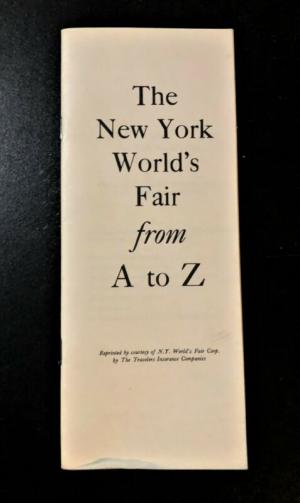 The
New York
World's
Fair
from
A to Z
Reprinted by courtesy of N.Y. World's Fair Corp.
by The Travelers Insurance Companies